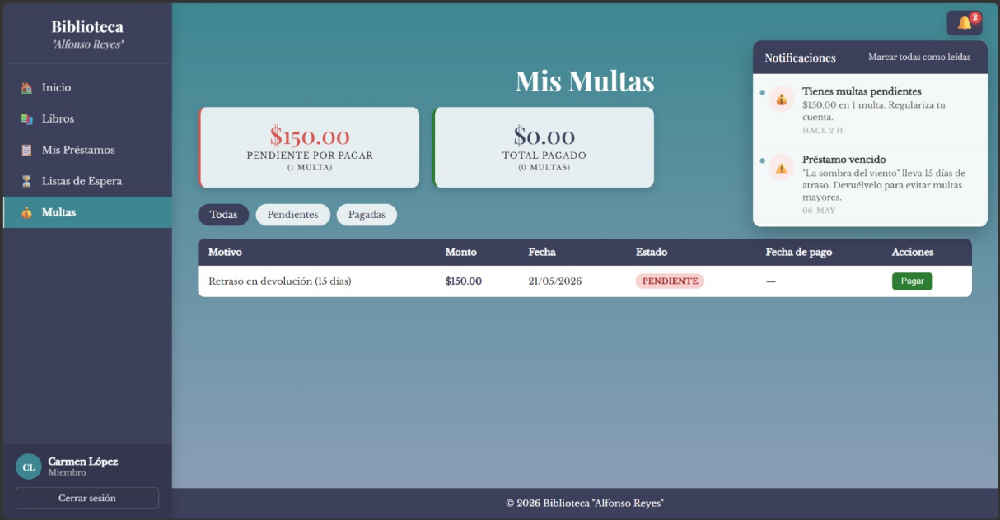 Biblioteca
"Alfonso Reyes"
Inicio
Libros
Mis Préstamos
Listas de Espera
Multas
Carmen López
CL
Miembro
Cerrar sesión
2
Notificaciones Marcar todas como leídas
Tienes multas pendientes
$150.00 en 1 multa. Regulariza tu
cuenta.
HACE 2 H
Préstamo vencido
"La sombra del viento" lleva 15 días de
atraso. Devuélvelo para evitar multas
mayores.
06-MAY
Mis Multas
$150.00
PENDIENTE POR PAGAR
(1 MULTA)
$0.00
TOTAL PAGADO
(0 MULTAS)
Todas Pendientes Pagadas
Motivo Monto Fecha Estado Fecha de pago Acciones
Retraso en devolución (15 días) $150.00 21/05/2026 PENDIENTE — Pagar
© 2026 Biblioteca "Alfonso Reyes"